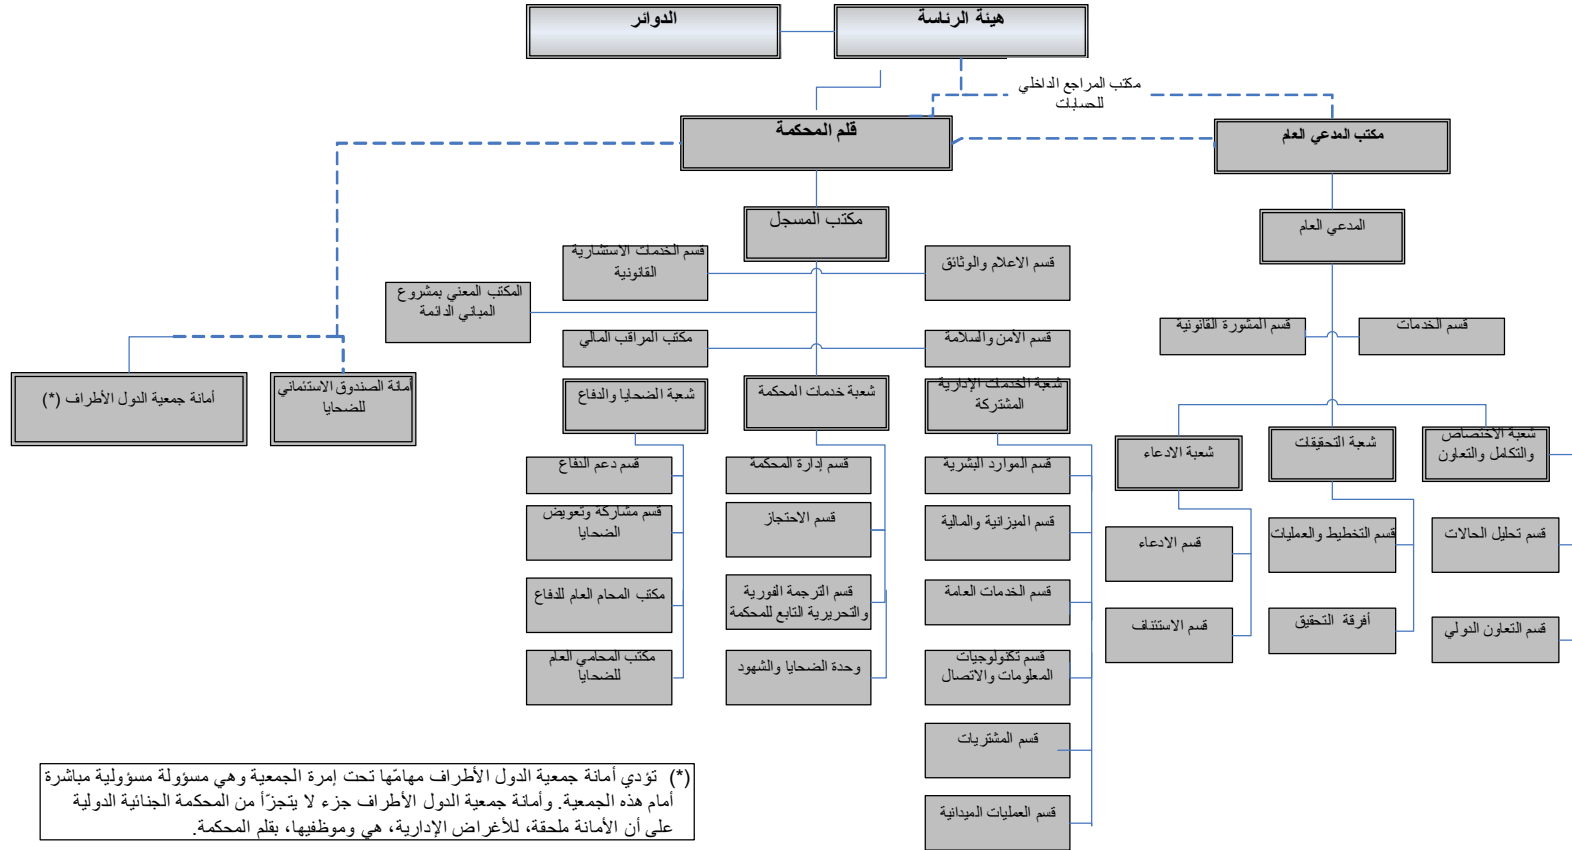 هيئة الرئاسة
الدوائر
مكتب المراجع الداخلي
للحسابات
قلم المحكمة
مكتب المدعي العام
مكتب المسجل
المدعي العام
قسم الخدمات الاستشارية
القانونية
قسم الاعلام والوثائق
المكتب المعني بمشروع
المباني الدائمة
قسم الخدمات
قسم المشورة القانونية
قسم الأمن والسلامة
مكتب المراقب المالي
أمانة الصندوق الاستئماني
للضحايا
أمانة جمعية الدول الأطراف (*)
شعبة الخدمات الإدارية
المشتركة
شعبة خدمات المحكمة
شعبة الضحايا والدفاع
شعبة الاختصاص
والتكامل والتعاون
شعبة التحقيقات
شعبة الادعاء
قسم الموارد البشرية
قسم إدارة المحكمة
قسم دعم الدفاع
قسم الميزانية والمالية
قسم الاحتجاز
قسم مشاركة وتعويض
الضحايا
قسم تحليل الحالات
قسم التخطيط والعمليات
قسم الادعاء
قسم الخدمات العامة
قسم الترجمة الفورية
والتحريرية التابع للمحكمة
مكتب المحام العام للدفاع
قسم التعاون الدولي
أفرقة التحقيق
قسم الاستئناف
قسم تكنولوجيات
المعلومات والاتصال
وحدة الضحايا والشهود
مكتب المحامي العام
للضحايا
قسم المشتريات
قسم العمليات الميدانية
(*) تؤدي أمانة جمعية الدول الأطراف مهامّها تحت إمرة الجمعية وهي مسؤولة مسؤولية مباشرة
أمام هذه الجمعية. وأمانة جمعية الدول الأطراف جزء لا يتجزّأ من المحكمة الجنائية الدولية
على أن الأمانة ملحقة، للأغراض الإدارية، هي وموظفيها، بقلم المحكمة.